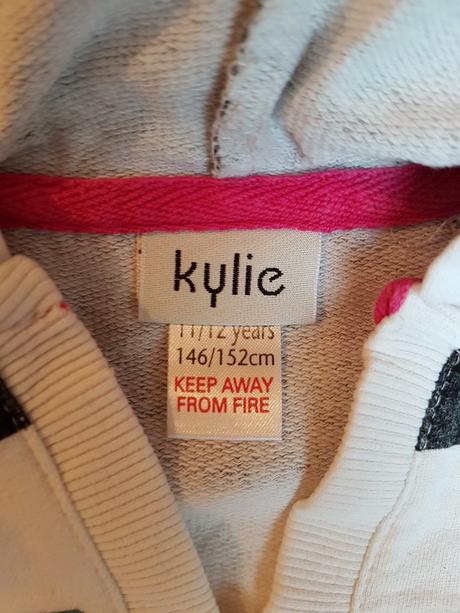 kylie
11/12 years
146/152cm
KEEP AWAY
FROM FIRE